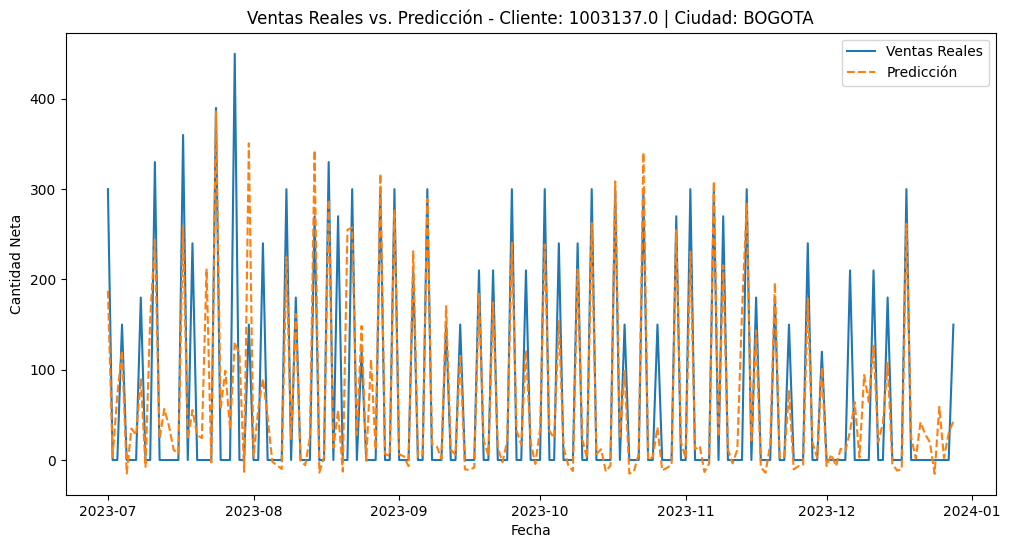 Ventas Reales vs. Predicción - Cliente: 1003137.0 | Ciudad: BOGOTA
Ventas Reales
Predicción
Cantidad Neta
400
300
200
100
0
2023-07
2023-08
2023-09
2023-10
2023-11
2023-12
2024-01
Fecha